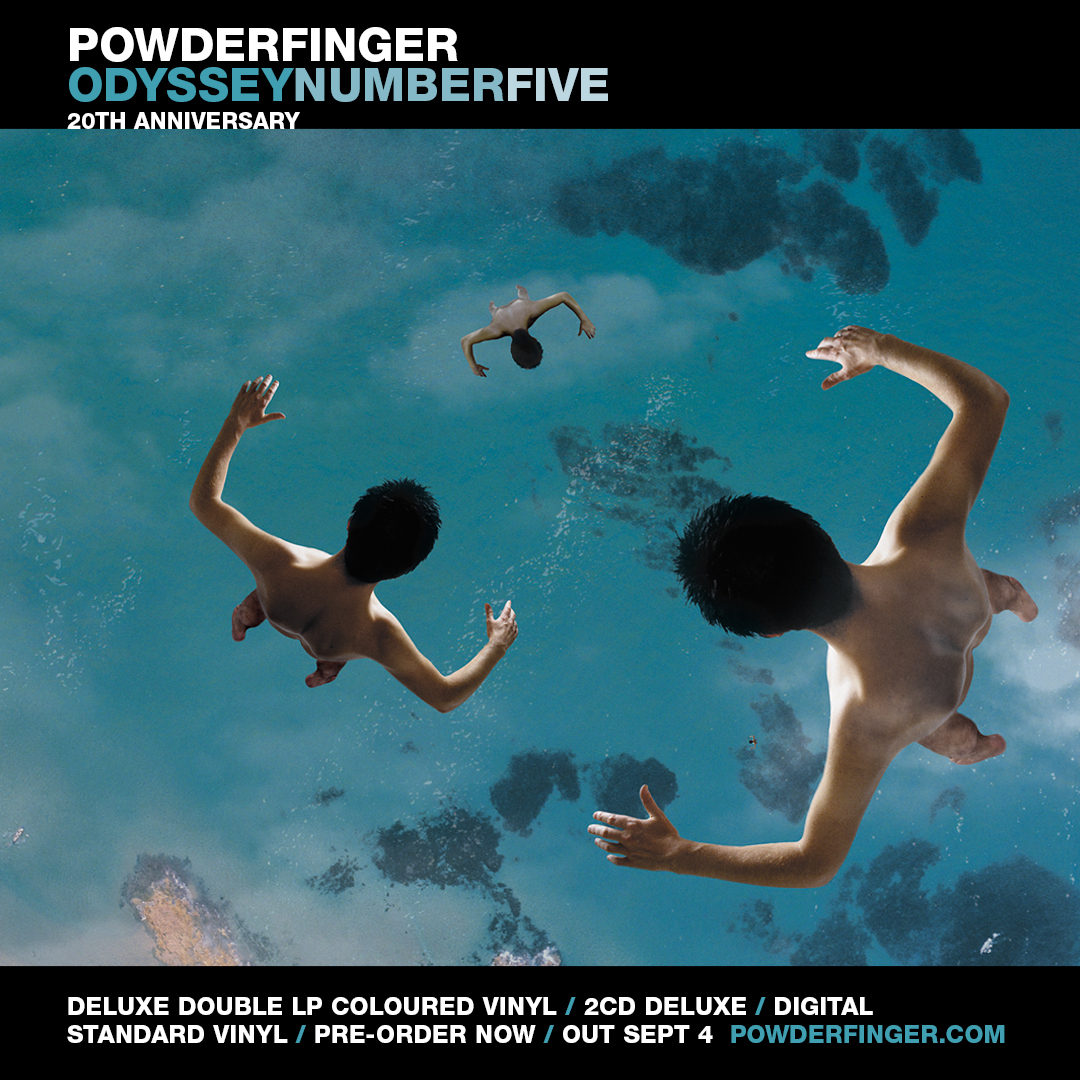 POWDERFINGER
ODYSSEYNUMBERFIVE
20TH ANNIVERSARY
DELUXE DOUBLE LP COLOURED VINYL / 2CD DELUXE / DIGITAL
STANDARD VINYL / PRE-ORDER NOW / OUT SEPT 4 POWDERFINGER.COM